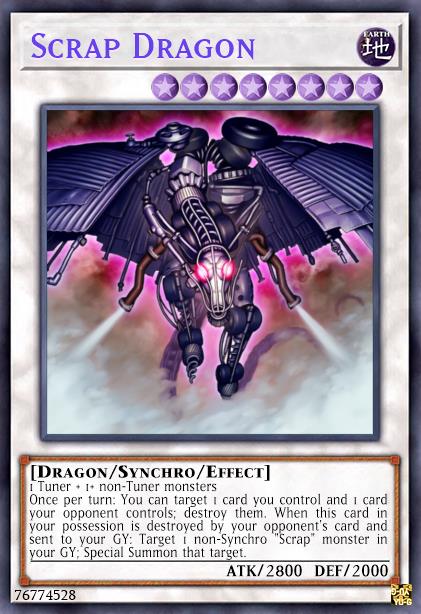 Scrap Dragon
EARTH
地
[Dragon/Synchro/Effect]
1 Tuner + 1+ non-Tuner monsters
Once per turn: You can target 1 card you control and 1 card
your opponent controls; destroy them. When this card in
your possession is destroyed by your opponent's card and
sent to your GY: Target 1 non-Synchro "Scrap" monster in
your GY; Special Summon that target.
ATK/2800 DEF/2000
76774528